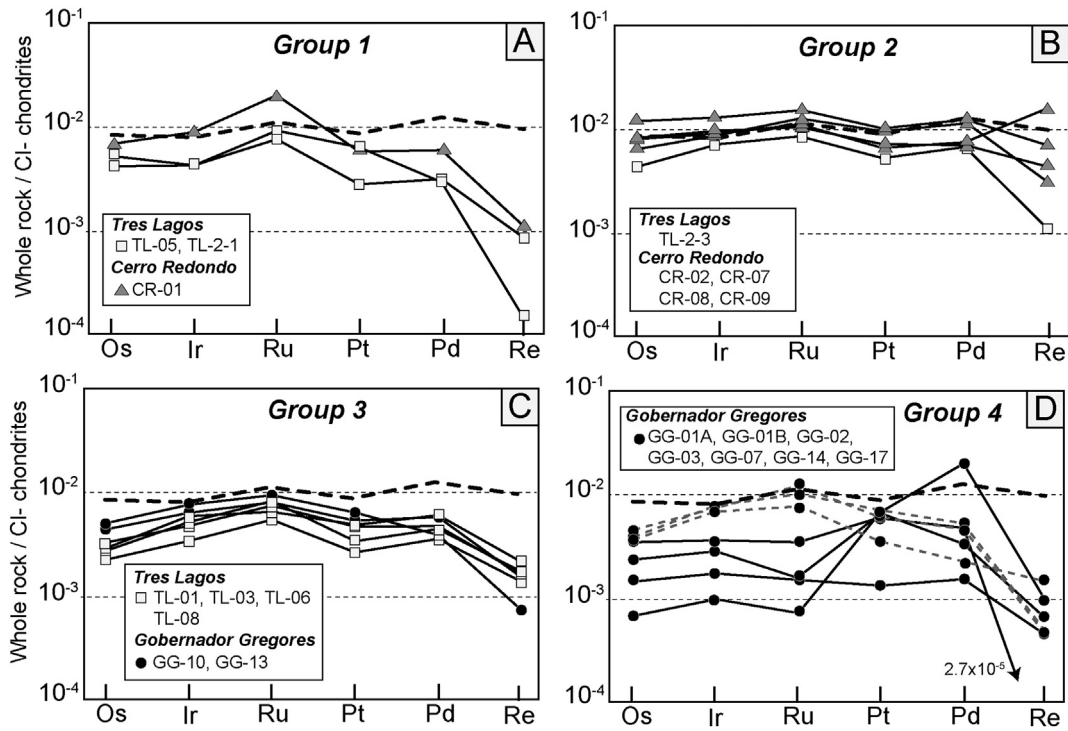 Whole rock / CI- chondrites
10-1
10-2
10-3
10-4
Group 1
A
Tres Lagos
TL-05, TL-2-1
Cerro Redondo
CR-01
Os Ir Ru Pt Pd Re
10-1
10-2
10-3
10-4
Group 2
B
Tres Lagos
TL-2-3
Cerro Redondo
CR-02, CR-07
CR-08, CR-09
Os Ir Ru Pt Pd Re
Whole rock / CI- chondrites
10-1
10-2
10-3
10-4
Group 3
C
Tres Lagos
TL-01, TL-03, TL-06
TL-08
Gobernador Gregores
GG-10, GG-13
Os Ir Ru Pt Pd Re
10-1
10-2
10-3
10-4
Group 4
D
Gobernador Gregores
GG-01A, GG-01B, GG-02,
GG-03, GG-07, GG-14, GG-17
2.7x10-5
Os Ir Ru Pt Pd Re